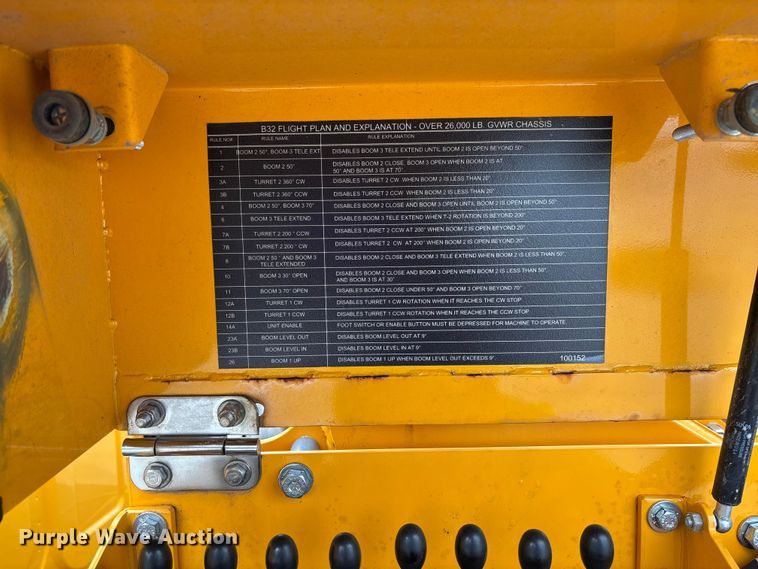 B32 FLIGHT PLAN AND EXPLANATION - OVER 26,000 LB. GVWR CHASSIS
RULE NO# RULE NAME RULE EXPLANATION
1 BOOM 2 50°, BOOM-3 TELE EXT DISABLES BOOM 3 TELE EXTEND UNTIL BOOM 2 IS OPEN BEYOND 50°
2 BOOM 2 50° DISABLES BOOM 2 CLOSE, BOOM 3 OPEN WHEN BOOM 2 IS AT
50° AND BOOM 3 IS AT 70°
3A TURRET 2 360° CW DISABLES TURRET 2 CW WHEN BOOM 2 IS LESS THAN 20°
3B TURRET 2 360° CCW DISABLES TURRET 2 CCW WHEN BOOM 2 IS LESS THAN 20°
4 BOOM 2 50°, BOOM 3 70° DISABLES BOOM 2 CLOSE AND BOOM 3 OPEN UNTIL BOOM 2 IS OPEN BEYOND 50°
6 BOOM 3 TELE EXTEND DISABLES BOOM 3 TELE EXTEND WHEN T-2 ROTATION IS BEYOND 200°
7A TURRET 2 200 ° CCW DISABLES TURRET 2 CCW AT 200° WHEN BOOM 2 IS OPEN BEYOND 20°
7B TURRET 2 200 ° CW DISABLES TURRET 2 CW AT 200° WHEN BOOM 2 IS OPEN BEYOND 20°
8 BOOM 2 50 ° AND BOOM 3 TELE EXTENDED DISABLES BOOM 2 CLOSE AND BOOM 3 TELE EXTEND WHEN BOOM 2 IS LESS THAN 50°
10 BOOM 3 30° OPEN DISABLES BOOM 2 CLOSE AND BOOM 3 OPEN WHEN BOOM 2 IS LESS THAN 50°
AND BOOM 3 IS AT 30°
11 BOOM 3 70° OPEN DISABLES BOOM 2 CLOSE UNDER 50° AND BOOM 3 OPEN BEYOND 70°
12A TURRET 1 CW DISABLES TURRET 1 CW ROTATION WHEN IT REACHES THE CW STOP
12B TURRET 1 CCW DISABLES TURRET 1 CCW ROTATION WHEN IT REACHES THE CCW STOP
14A UNIT ENABLE FOOT SWITCH OR ENABLE BUTTON MUST BE DEPRESSED FOR MACHINE TO OPERATE
23A BOOM LEVEL OUT DISABLES BOOM LEVEL OUT AT 9°
23B BOOM LEVEL IN DISABLES BOOM LEVEL IN AT 9°
26 BOOM 1 UP DISABLES BOOM 1 UP WHEN BOOM LEVEL OUT EXCEEDS 9°
100152
Purple Wave Auction